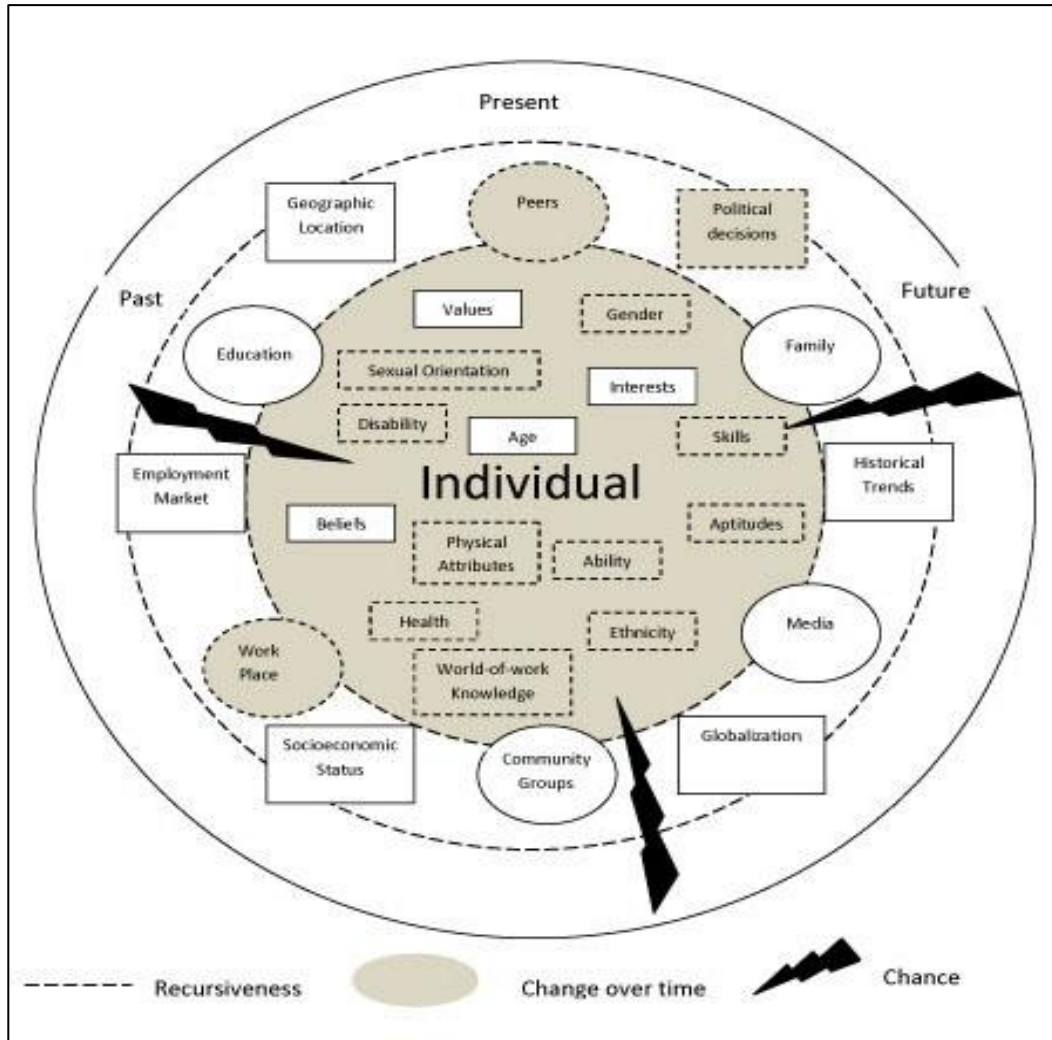 Present
Geographic
Location
Peers
Political
decisions
Past
Future
Values
Gender
Education
Family
Sexual Orientation
Interests
Disability
Age
Skills
Employment
Market
Individual
Historical
Trends
Beliefs
Physical
Attributes
Ability
Aptitudes
Health
Ethnicity
Media
Work
Place
World-of-work
Knowledge
Socioeconomic
Status
Community
Groups
Globalization
Recursiveness
Change over time
Chance